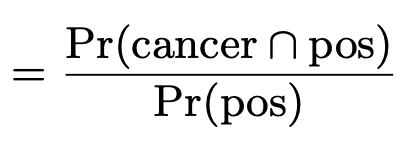 = Pr(cancer ∩ pos)
Pr(pos)